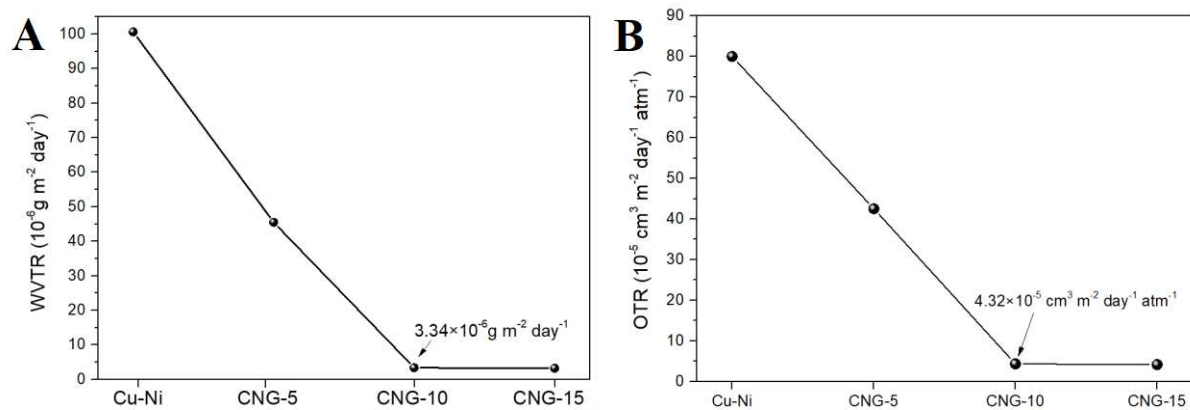 A
WVTR (10⁻⁶g m⁻² day⁻¹)
100
90
80
70
60
50
40
30
20
10
0
3.34×10⁻⁶g m⁻² day⁻¹
Cu-Ni CNG-5 CNG-10 CNG-15
B
OTR (10⁻⁵ cm³ m⁻² day⁻¹ atm⁻¹)
90
80
70
60
50
40
30
20
10
0
4.32×10⁻⁵ cm³ m⁻² day⁻¹ atm⁻¹
Cu-Ni CNG-5 CNG-10 CNG-15